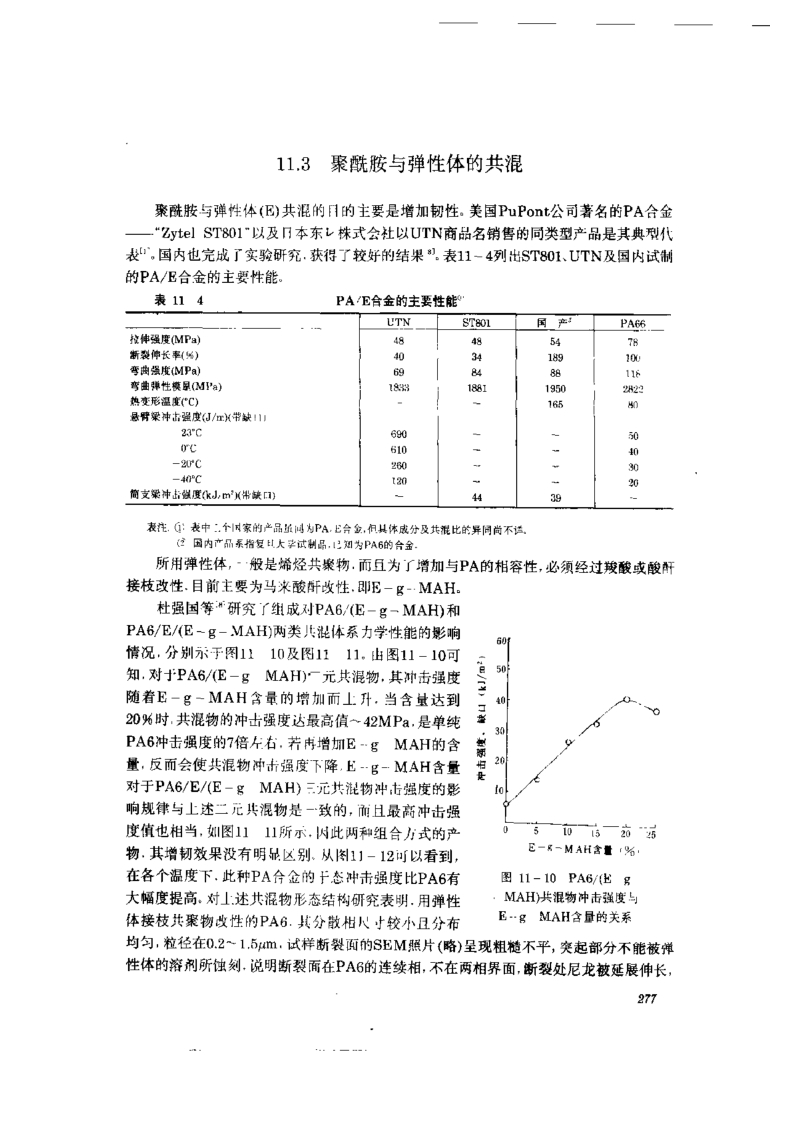 11.3 聚酰胺与弹性体的共混
聚酰胺与弹性体(E)共混的目的主要是增加韧性。美国PuPont公司著名的PA合金
——“Zytel ST801”以及日本东レ株式会社以UTN商品名销售的同类型产品是其典型代
表[1]。国内也完成了实验研究,获得了较好的结果[8]。表11-4列出ST801、UTN及国内试制
的PA/E合金的主要性能。
表 11 4 PA/E合金的主要性能①
UTN ST801 国产② PA66
拉伸强度(MPa) 48 48 54 78
断裂伸长率(%) 40 34 189 100
弯曲强度(MPa) 69 84 88 118
弯曲弹性模量(MPa) 1833 1881 1950 2822
热变形温度(℃) - - 165 80
悬臂梁冲击强度(J/m)(带缺口)
23℃ 690 - - 50
0℃ 610 - - 40
-20℃ 260 - - 30
-40℃ 120 - - 20
简支梁冲击强度(kJ/m²)(带缺口) - 44 39 -
表注 ① 表中三个国家的产品虽同为PA/E合金,但具体成分及共混比的异同尚不详。
② 国内产品系指复旦大学试制品,已知为PA6的合金.
所用弹性体,一般是烯烃共聚物,而且为了增加与PA的相容性,必须经过羧酸或酸酐
接枝改性.目前主要为马来酸酐改性,即E-g-MAH。
杜强国等[8]研究了组成对PA6/(E-g-MAH)和
PA6/E/(E-g-MAH)两类共混体系力学性能的影响
情况,分别示于图11 10及图11 11。由图11-10可
知,对于PA6/(E-g MAH)二元共混物,其冲击强度
随着E-g-MAH含量的增加而上升.当含量达到
20%时,共混物的冲击强度达最高值~42MPa,是单纯
PA6冲击强度的7倍左右.若再增加E-g MAH的含
量,反而会使共混物冲击强度下降.E-g-MAH含量
对于PA6/E/(E-g MAH)三元共混物冲击强度的影
响规律与上述二元共混物是一致的,而且最高冲击强
度值也相当,如图11 11所示.因此两种组合方式的产
物.其增韧效果没有明显区别.从图11-12可以看到,
在各个温度下.此种PA合金的干态冲击强度比PA6有
大幅度提高.对上述共混物形态结构研究表明.用弹性
体接枝共聚物改性的PA6.其分散相尺寸较小且分布
均匀,粒径在0.2~1.5μm.试样断裂面的SEM照片(略)呈现粗糙不平,突起部分不能被弹
性体的溶剂所蚀刻.说明断裂面在PA6的连续相,不在两相界面,断裂处尼龙被延展伸长,
冲击强度、缺口(kJ/m²)
60
50
40
30
20
10
0 5 10 15 20 25
E-g-MAH含量(%)
图 11-10 PA6/(E g
MAH)共混物冲击强度与
E-g MAH含量的关系
277